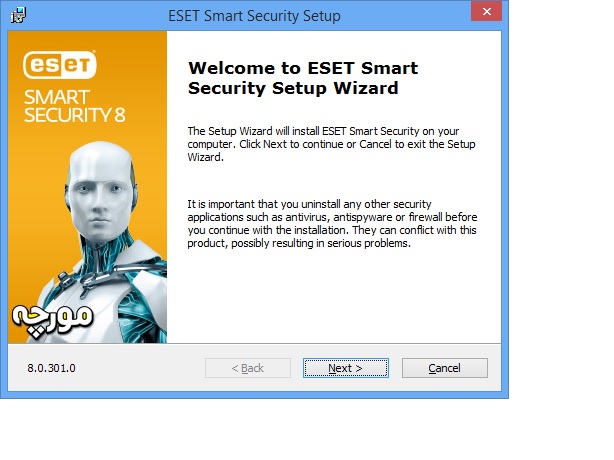 ESET Smart Security Setup
eseT
SMART
SECURITY 8
مورچه
Welcome to ESET Smart
Security Setup Wizard
The Setup Wizard will install ESET Smart Security on your
computer. Click Next to continue or Cancel to exit the Setup
Wizard.
It is important that you uninstall any other security
applications such as antivirus, antispyware or firewall before
you continue with the installation. They can conflict with this
product, possibly resulting in serious problems.
8.0.301.0
< Back
Next >
Cancel